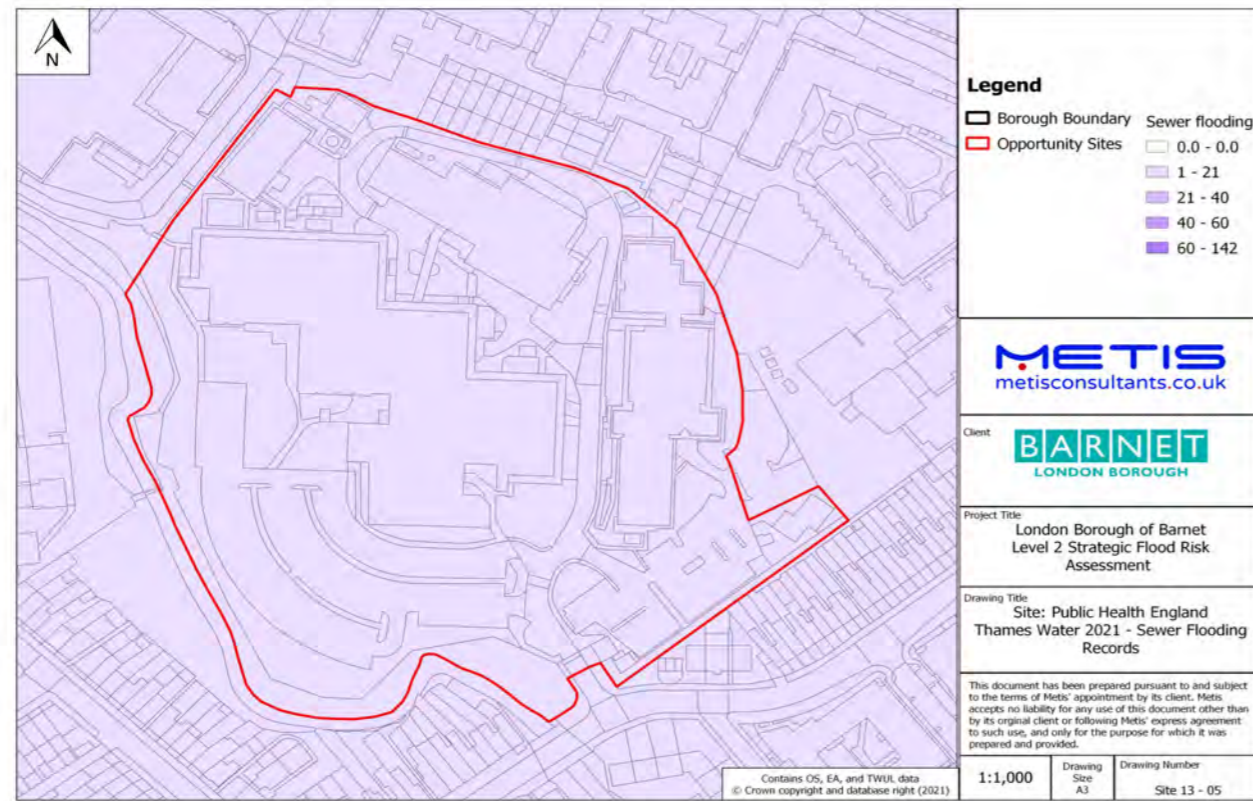 N
Legend
Borough Boundary
Opportunity Sites
Sewer flooding
0.0 - 0.0
1 - 21
21 - 40
40 - 60
60 - 142
METIS
metisconsultants.co.uk
Client
BARNET
LONDON BOROUGH
Project Title
London Borough of Barnet
Level 2 Strategic Flood Risk
Assessment
Drawing Title
Site: Public Health England
Thames Water 2021 - Sewer Flooding
Records
This document has been prepared pursuant to and subject
to the terms of Metis' appointment by its client. Metis
accepts no liability for any use of this document other than
by its orginal client or following Metis' express agreement
to such use, and only for the purpose for which it was
prepared and provided.
Contains OS, EA, and TWUL data
© Crown copyright and database right (2021)
1:1,000
Drawing
Size
A3
Drawing Number
Site 13 - 05